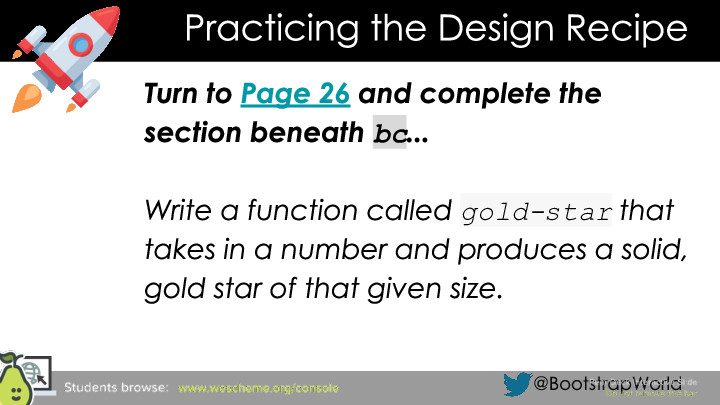 Practicing the Design Recipe
Turn to Page 26 and complete the
section beneath bc...
Write a function called gold-star that
takes in a number and produces a solid,
gold star of that given size.
Students browse: www.wescheme.org/console
@BootstrapWorld